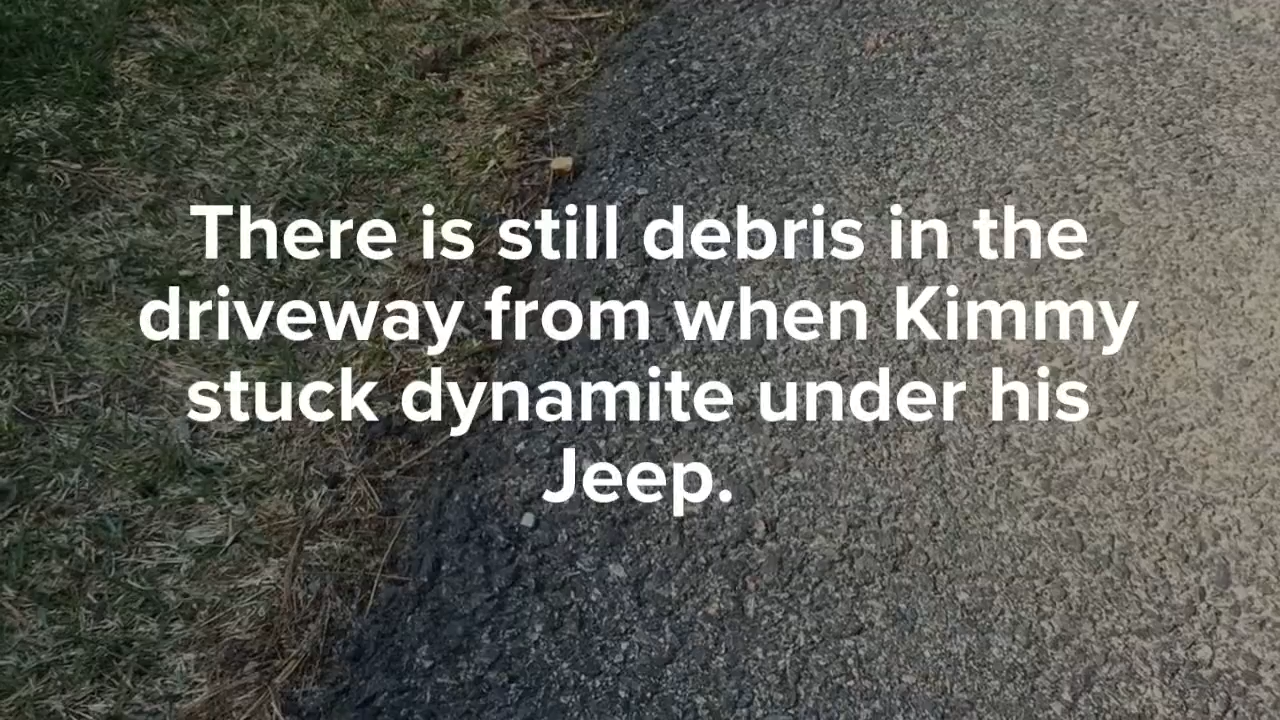 There is still debris in the
driveway from when Kimmy
stuck dynamite under his
Jeep.